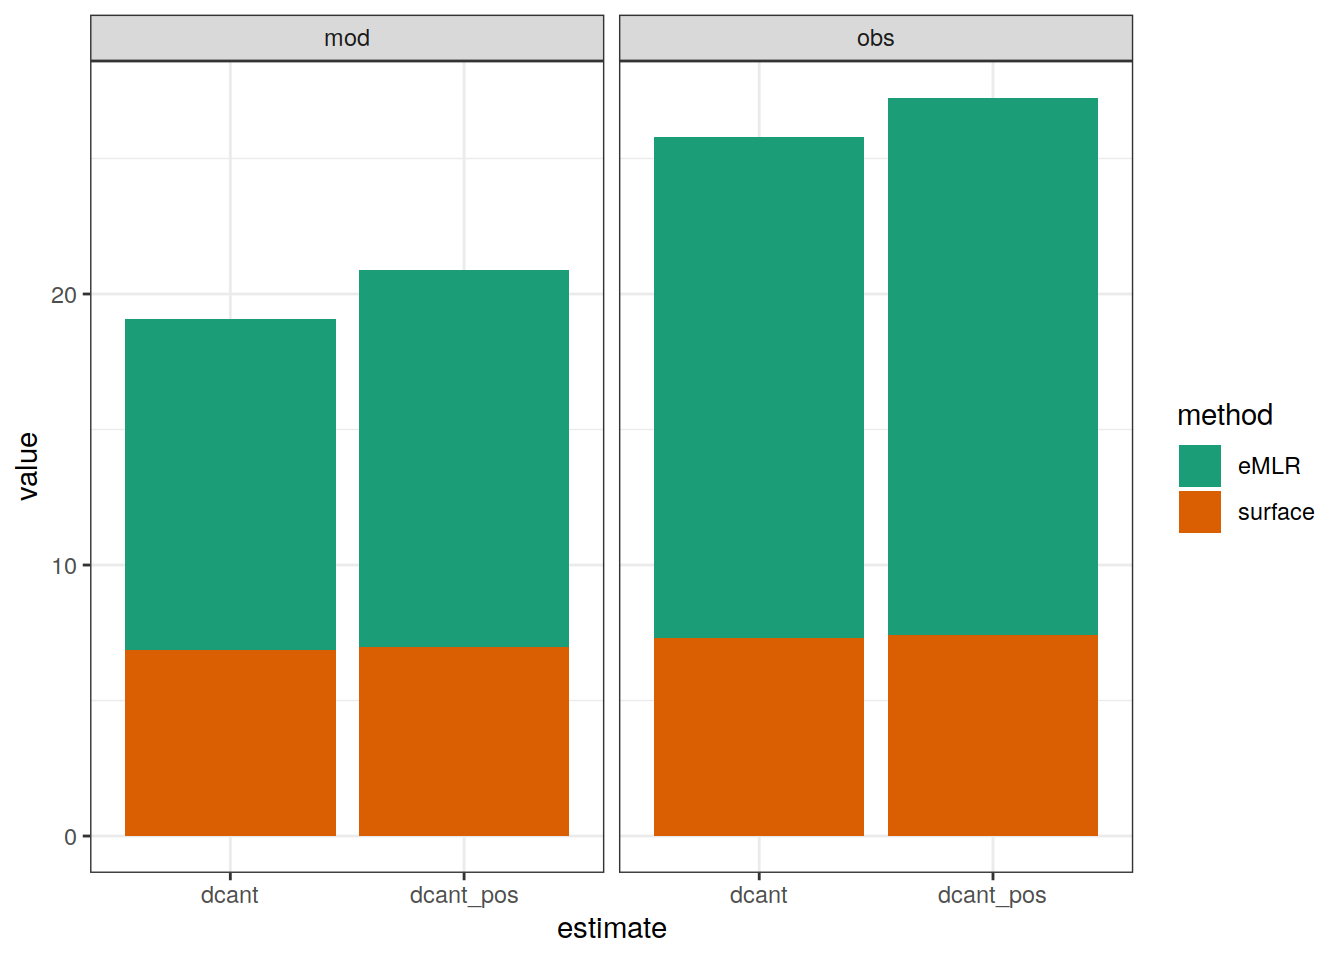 mod
obs
value
20
10
0
dcant
dcant_pos
dcant
dcant_pos
estimate
method
eMLR
surface